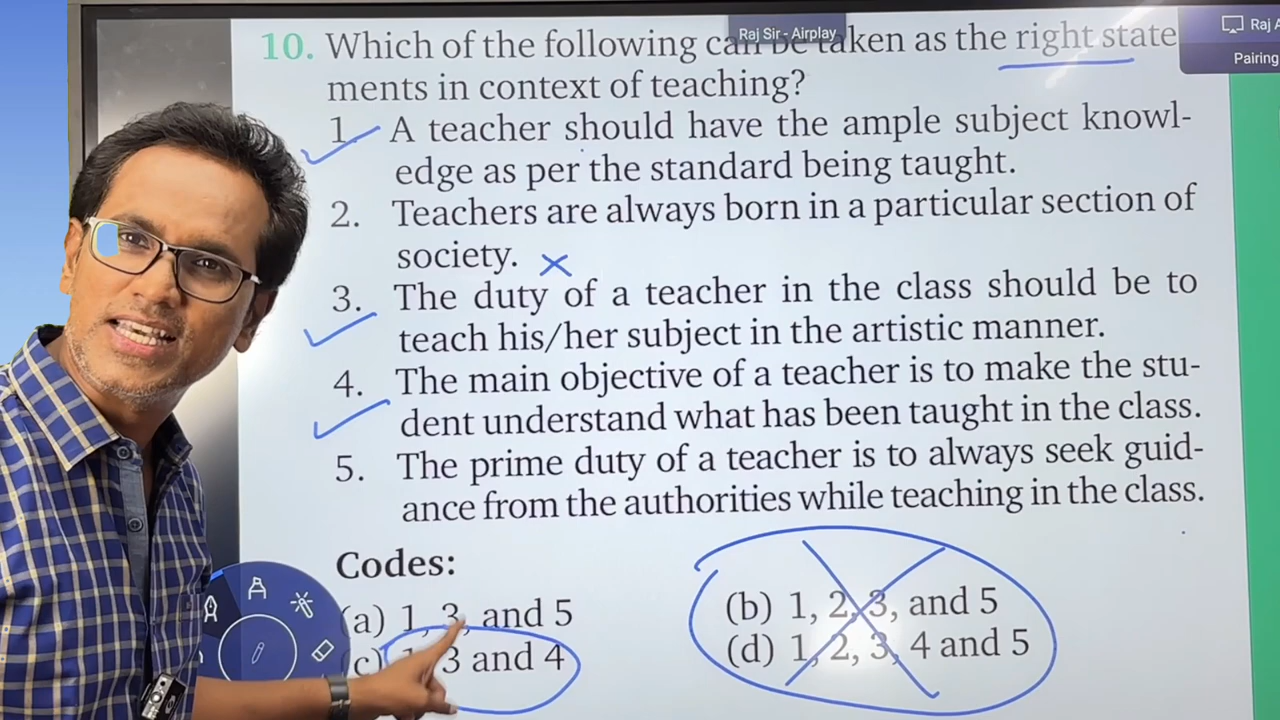 Raj Sir - Airplay
Raj
Pairing
10. Which of the following can be taken as the right state
ments in context of teaching?
1. A teacher should have the ample subject knowl-
edge as per the standard being taught.
2. Teachers are always born in a particular section of
society.
3. The duty of a teacher in the class should be to
teach his/her subject in the artistic manner.
4. The main objective of a teacher is to make the stu-
dent understand what has been taught in the class.
5. The prime duty of a teacher is to always seek guid-
ance from the authorities while teaching in the class.
Codes:
(a) 1, 3, and 5
(b) 1, 2, 3, and 5
(c) 3 and 4
(d) 1, 2, 3, 4 and 5